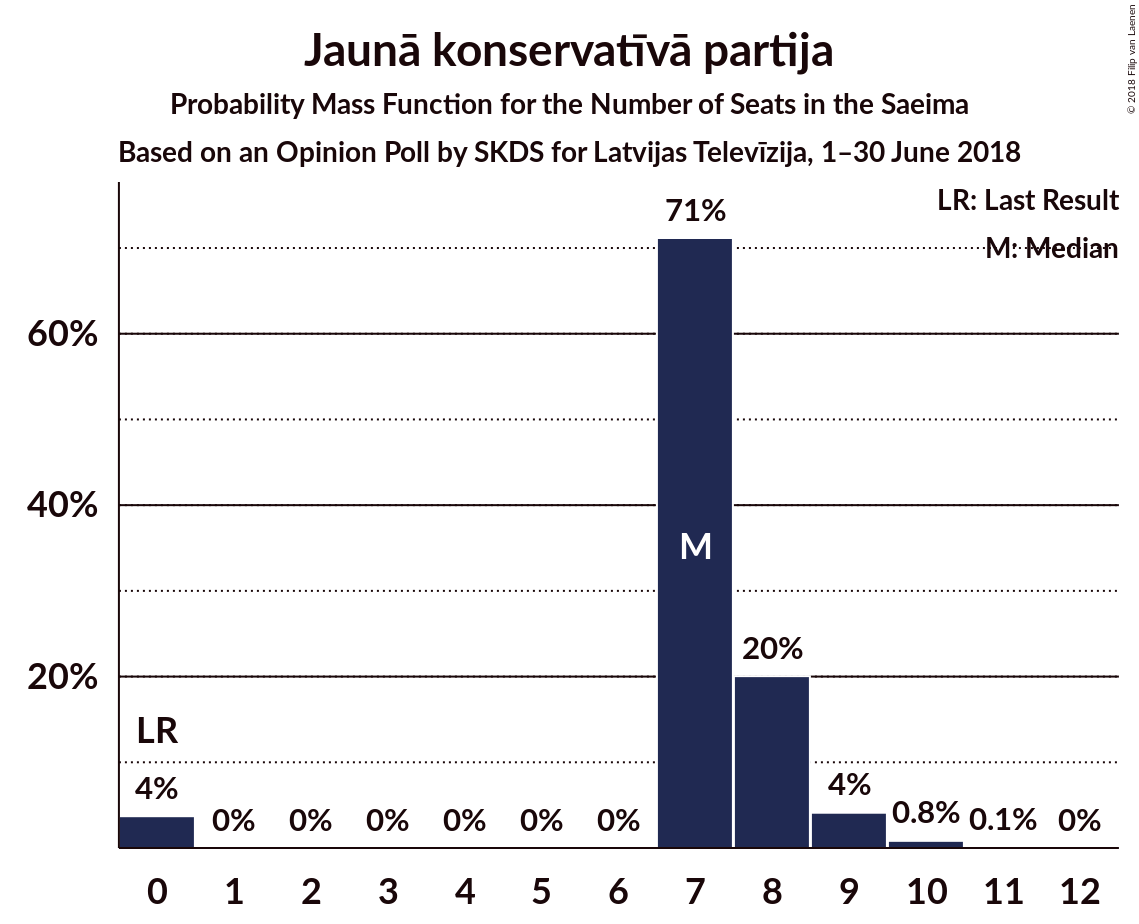 Jaunā konservatīvā partija
Probability Mass Function for the Number of Seats in the Saeima
Based on an Opinion Poll by SKDS for Latvijas Televīzija, 1–30 June 2018
© 2018 Filip van Laenen
LR: Last Result
M: Median
71%
60%
40%
M
20%
20%
LR
4%
0%
0%
0%
0%
0%
0%
4%
0.8%
0.1%
0%
0 1 2 3 4 5 6 7 8 9 10 11 12